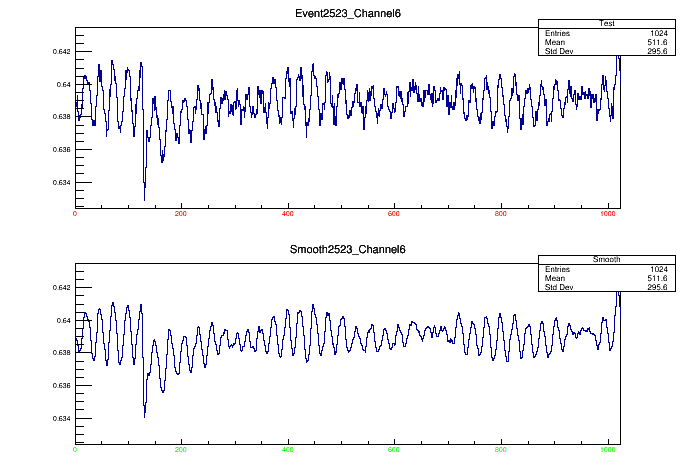 Event2523_Channel6
Test
Entries 1024
Mean 511.6
Std Dev 295.6
0.642
0.64
0.638
0.636
0.634
0 200 400 600 800 1000
Smooth2523_Channel6
Smooth
Entries 1024
Mean 511.6
Std Dev 295.6
0.642
0.64
0.638
0.636
0.634
0 200 400 600 800 1000